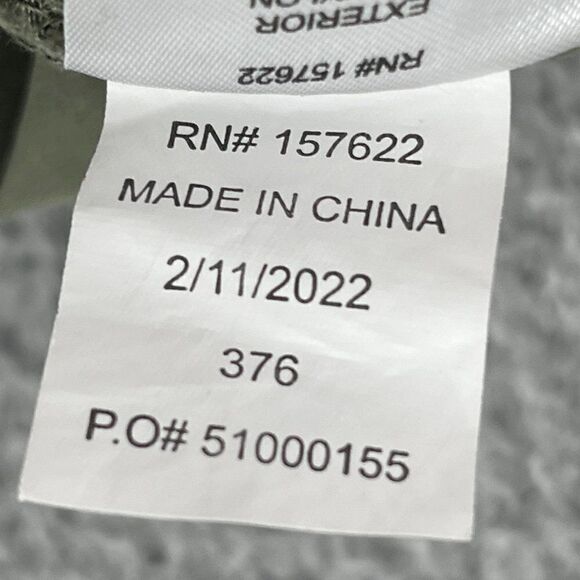 EXTERIOR
RN# 157622
RN# 157622
MADE IN CHINA
2/11/2022
376
P.O# 51000155